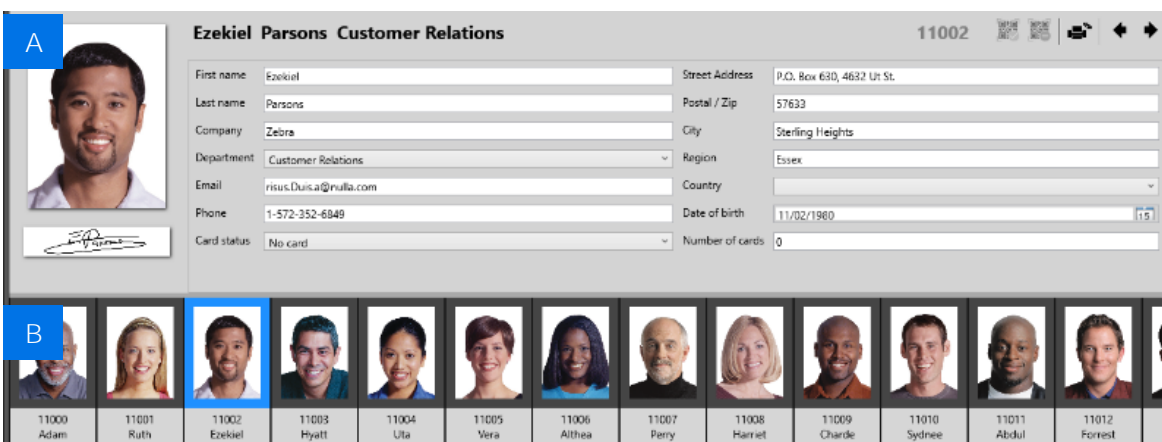 A
Ezekiel Parsons Customer Relations 11002
First name Ezekiel Street Address P.O. Box 630, 4632 Ut St.
Last name Parsons Postal / Zip 57633
Company Zebra City Sterling Heights
Department Customer Relations Region Essex
Email risus.Duis.a@nulla.com Country
Phone 1-572-352-6849 Date of birth 11/02/1980 15
Card status No card Number of cards 0
B
11000 11001 11002 11003 11004 11005 11006 11007 11008 11009 11010 11011 11012
Adam Ruth Ezekiel Hyatt Uta Vera Althea Perry Harriet Charde Sydnee Abdul Forrest